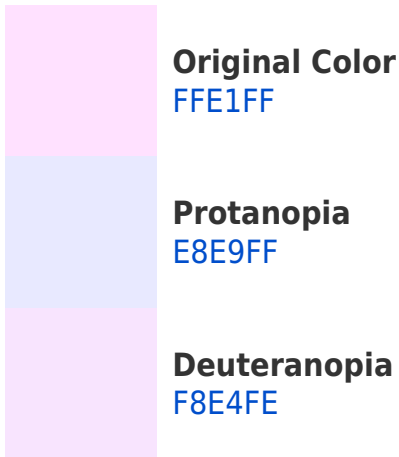 Original Color
FFE1FF
Protanopia
E8E9FF
Deuteranopia
F8E4FE